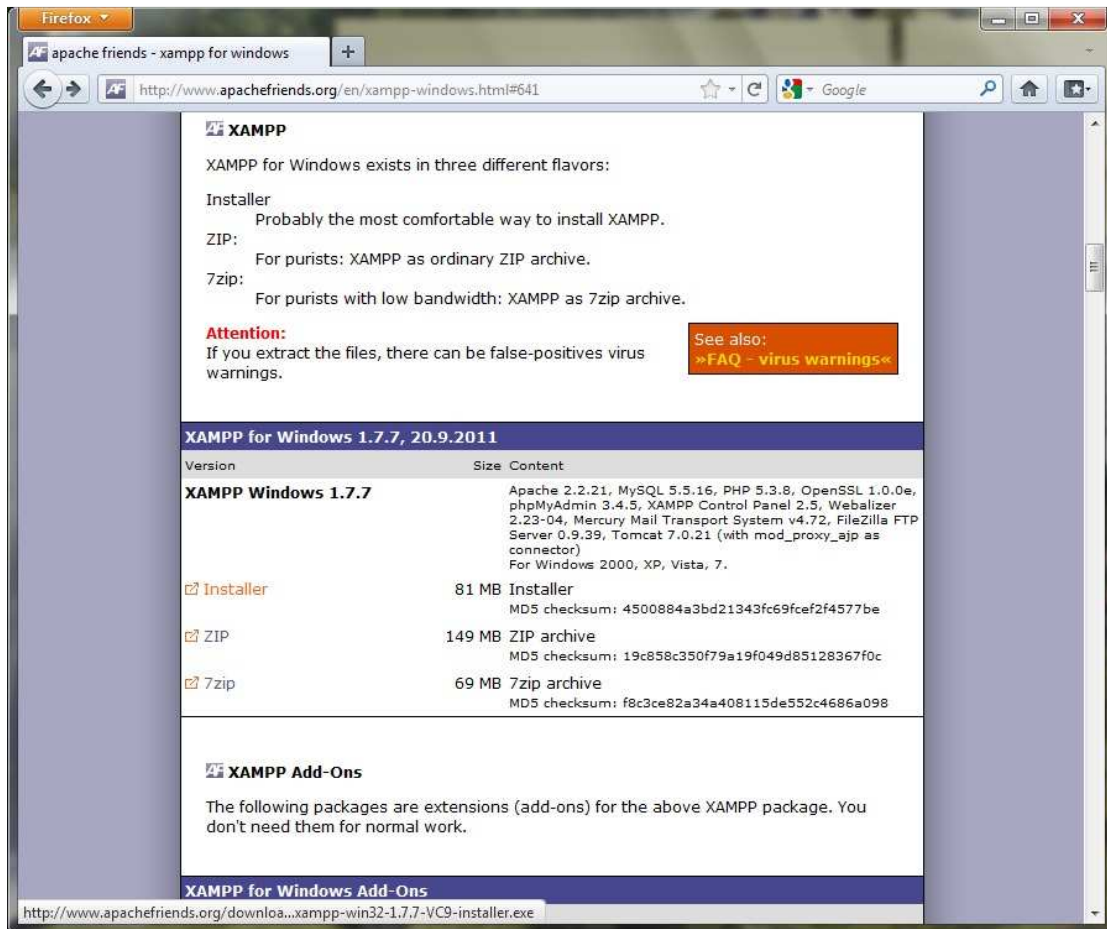 Firefox
apache friends - xampp for windows
http://www.apachefriends.org/en/xampp-windows.html#641
Google
XAMPP
XAMPP for Windows exists in three different flavors:
Installer
Probably the most comfortable way to install XAMPP.
ZIP:
For purists: XAMPP as ordinary ZIP archive.
7zip:
For purists with low bandwidth: XAMPP as 7zip archive.
Attention:
If you extract the files, there can be false-positives virus
warnings.
See also:
»FAQ - virus warnings«
XAMPP for Windows 1.7.7, 20.9.2011
Version Size Content
XAMPP Windows 1.7.7 Apache 2.2.21, MySQL 5.5.16, PHP 5.3.8, OpenSSL 1.0.0e,
phpMyAdmin 3.4.5, XAMPP Control Panel 2.5, Webalizer
2.23-04, Mercury Mail Transport System v4.72, FileZilla FTP
Server 0.9.39, Tomcat 7.0.21 (with mod_proxy_ajp as
connector)
For Windows 2000, XP, Vista, 7.
Installer 81 MB Installer
MD5 checksum: 4500884a3bd21343fc69fcef2f4577be
ZIP 149 MB ZIP archive
MD5 checksum: 19c858c350f79a19f049d85128367f0c
7zip 69 MB 7zip archive
MD5 checksum: f8c3ce82a34a408115de552c4686a098
XAMPP Add-Ons
The following packages are extensions (add-ons) for the above XAMPP package. You
don't need them for normal work.
XAMPP for Windows Add-Ons
http://www.apachefriends.org/downloa...xampp-win32-1.7.7-VC9-installer.exe